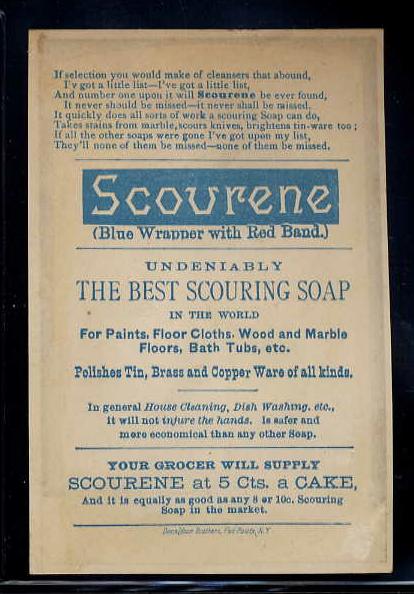 If selection you would make of cleansers that abound,
I'v got a little list—I've got a little list,
And number one upon it will Scourene be ever found,
It never should be missed—it never shall be missed.
It quickly does all sorts of work a scouring Soap can do,
Takes stains from marble, scours knives, brightens tin-ware too;
If all the other soaps were gone I've got upon my list,
They'll none of them be missed—none of them be missed.
Scourene
(Blue Wrapper with Red Band.)
UNDENIABLY
THE BEST SCOURING SOAP
IN THE WORLD
For Paints, Floor Cloths, Wood and Marble
Floors, Bath Tubs, etc.
Polishes Tin, Brass and Copper Ware of all kinds.
In general House Cleaning, Dish Washing, etc.,
it will not injure the hands. Is safer and
more economical than any other Soap.
YOUR GROCER WILL SUPPLY
SCOURENE at 5 Cts. a CAKE,
And it is equally as good as any 8 or 10c. Scouring
Soap in the market.
Donaldson Brothers, Five Points, N.Y.